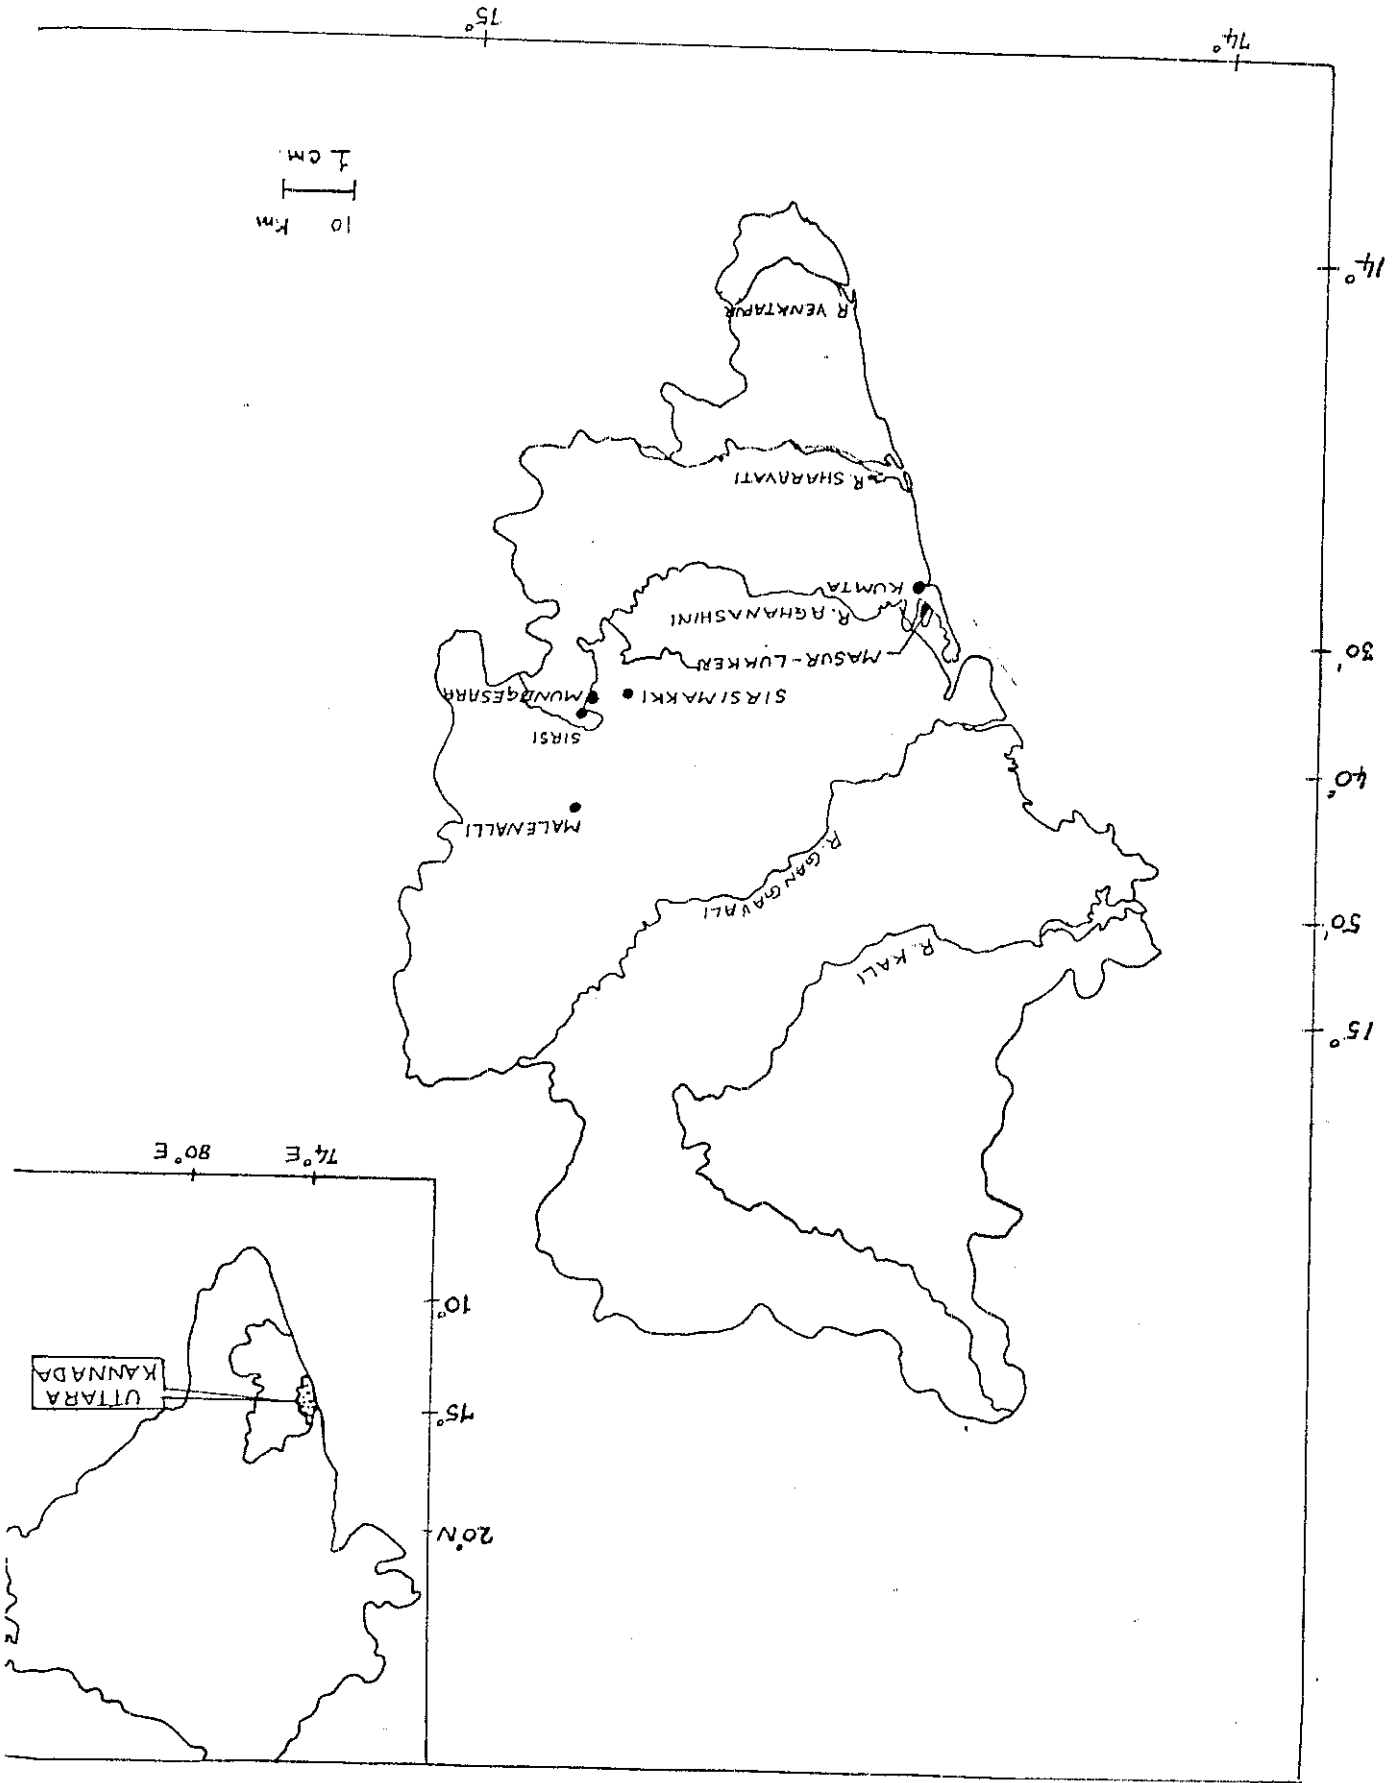 20°N
15°
UTTARA
KANNADA
10°
74°E
80°E
15°
R. KALI
50'
R. GANGAVALI
MALENALLI
40'
SIRSI
SIRSIMAKKI
MUNDGESARA
MASUR-LUKKERI
30'
R. AGHANASHINI
KUMTA
R. SHARAVATI
R VENKTAPUR
14°
10 Km
1 cm.
74°
75°